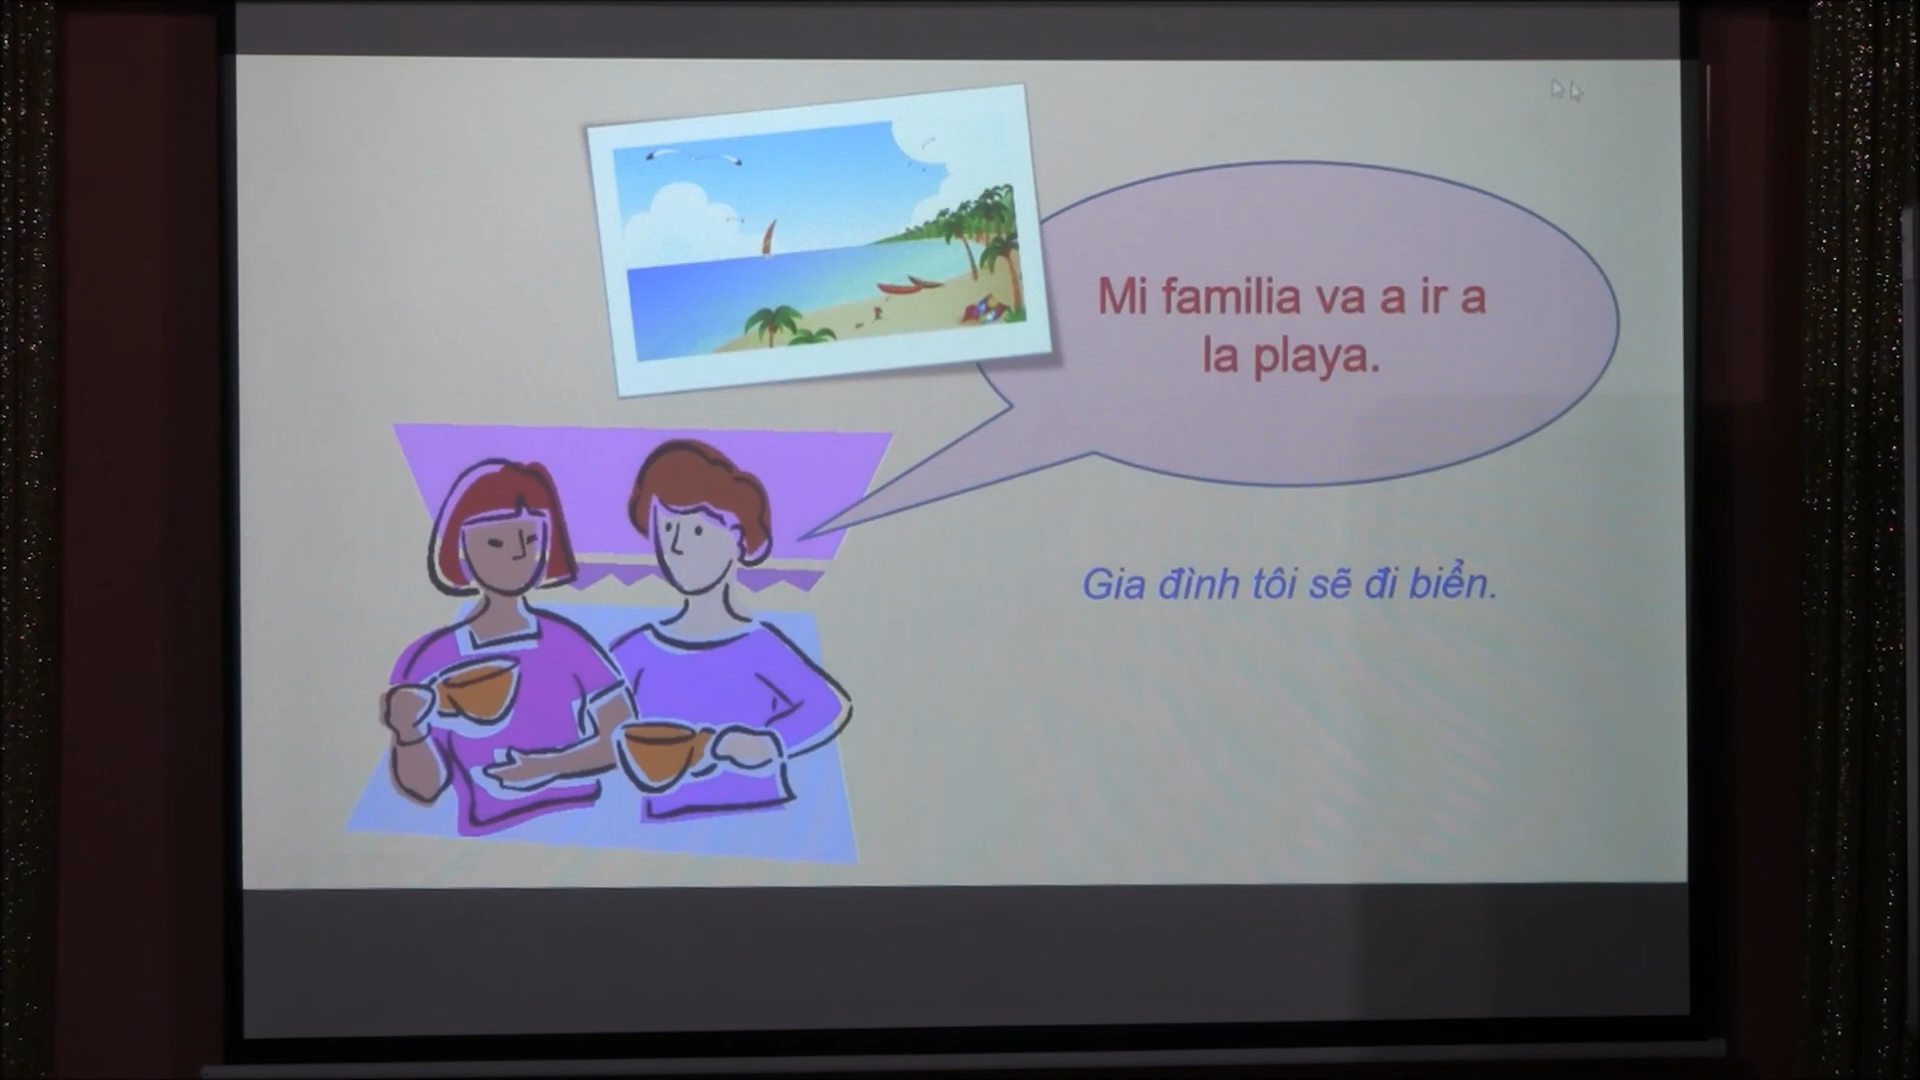 Mi familia va a ir a
la playa.
Gia đình tôi sẽ đi biển.